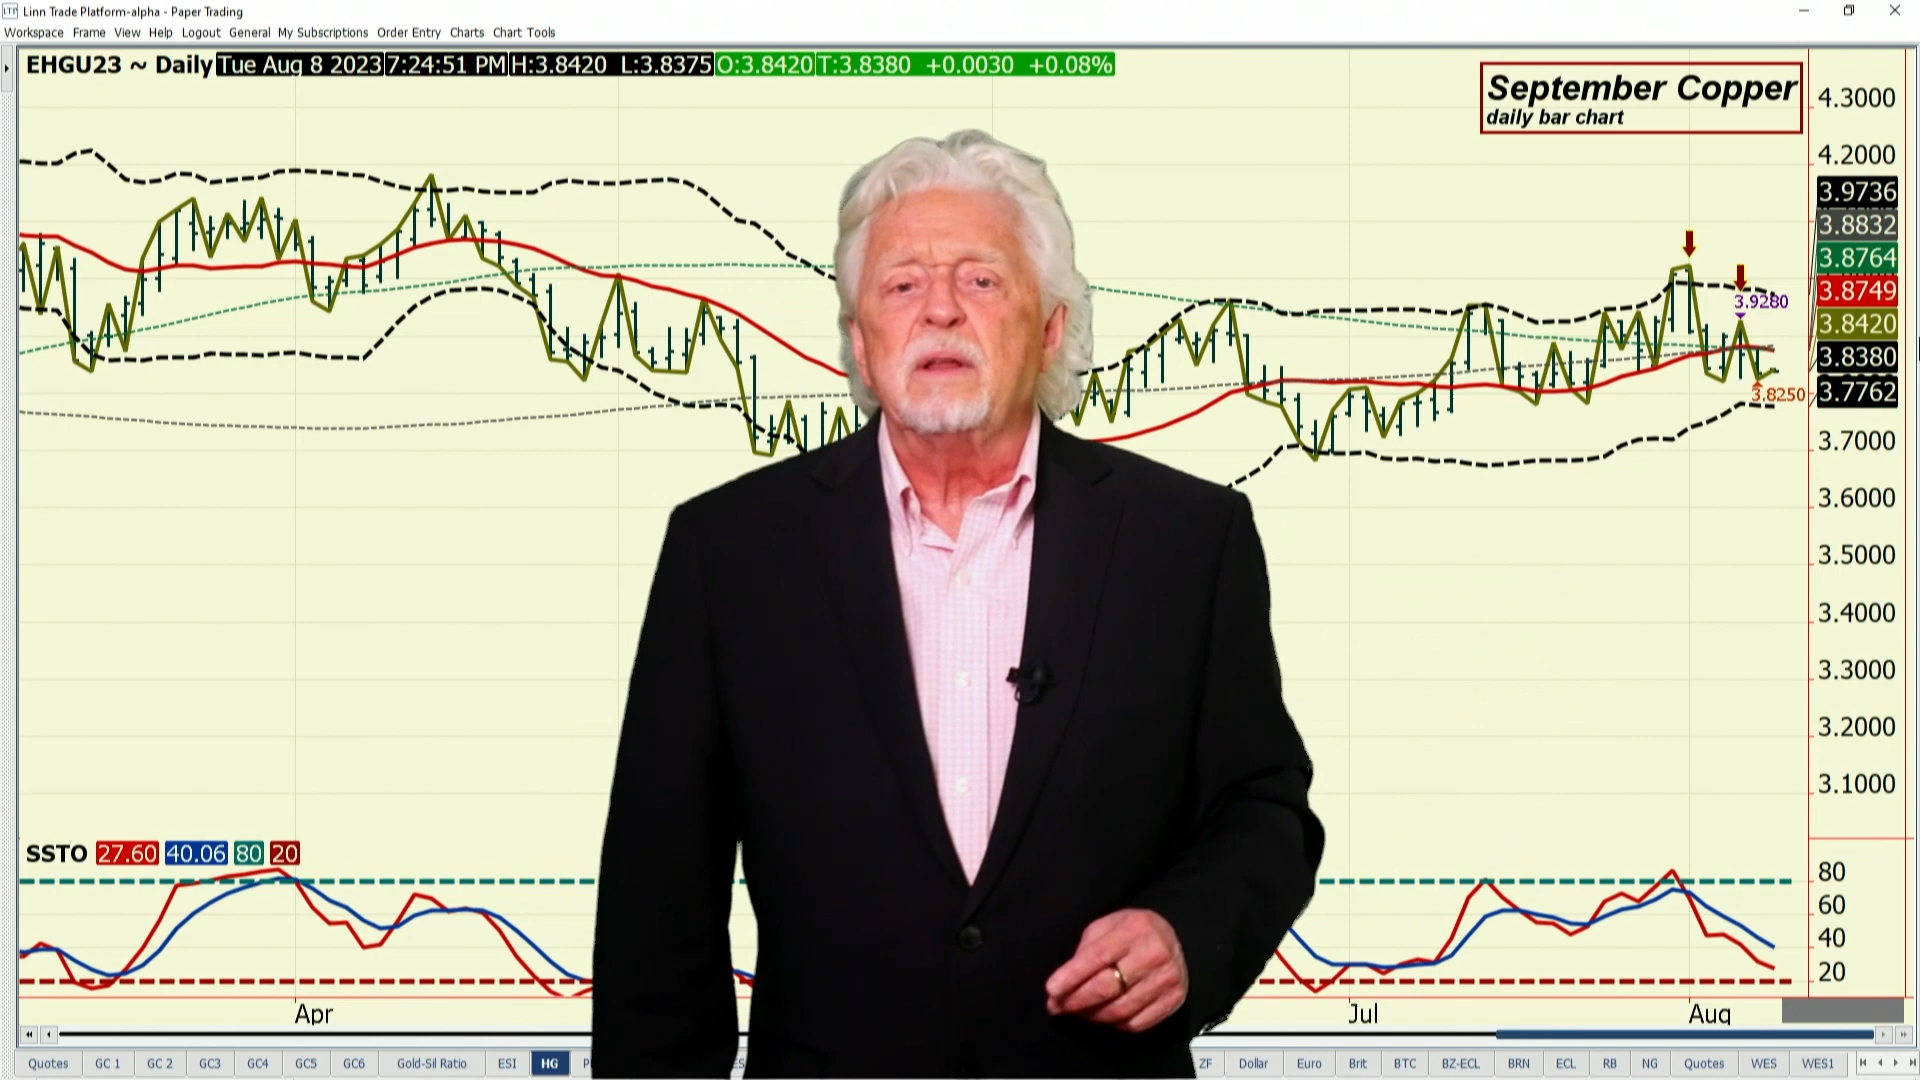 LTP Linn Trade Platform-alpha - Paper Trading
Workspace Frame View Help Logout General My Subscriptions Order Entry Charts Chart Tools
EHGU23 ~ Daily Tue Aug 8 2023 7:24:51 PM H:3.8420 L:3.8375 O:3.8420 T:3.8380 +0.0030 +0.08%
September Copper
daily bar chart
4.3000
4.2000
3.9736
3.8832
3.8764
3.8749
3.8420
3.8380
3.7762
3.7000
3.6000
3.5000
3.4000
3.3000
3.2000
3.1000
3.9280
3.8250
SSTO 27.60 40.06 80 20
80
60
40
20
Apr Jul Aug
Quotes GC 1 GC 2 GC3 GC4 GC5 GC6 Gold-Sil Ratio ESI HG ZF Dollar Euro Brit BTC BZ-ECL BRN ECL RB NG Quotes WES WES1